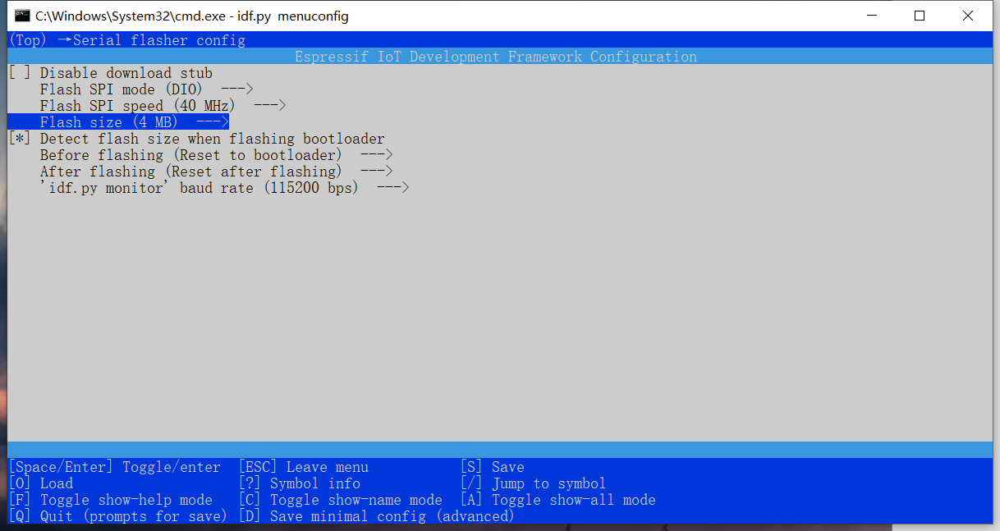 C:\Windows\System32\cmd.exe - idf.py  menuconfig
(Top) →Serial flasher config
Espressif IoT Development Framework Configuration
[ ] Disable download stub
Flash SPI mode (DIO)  --->
Flash SPI speed (40 MHz)  --->
Flash size (4 MB)  --->
[*] Detect flash size when flashing bootloader
Before flashing (Reset to bootloader)  --->
After flashing (Reset after flashing)  --->
'idf.py monitor' baud rate (115200 bps)  --->
[Space/Enter] Toggle/enter  [ESC] Leave menu  [S] Save
[O] Load  [?] Symbol info  [/] Jump to symbol
[F] Toggle show-help mode  [C] Toggle show-name mode  [A] Toggle show-all mode
[Q] Quit (prompts for save)  [D] Save minimal config (advanced)